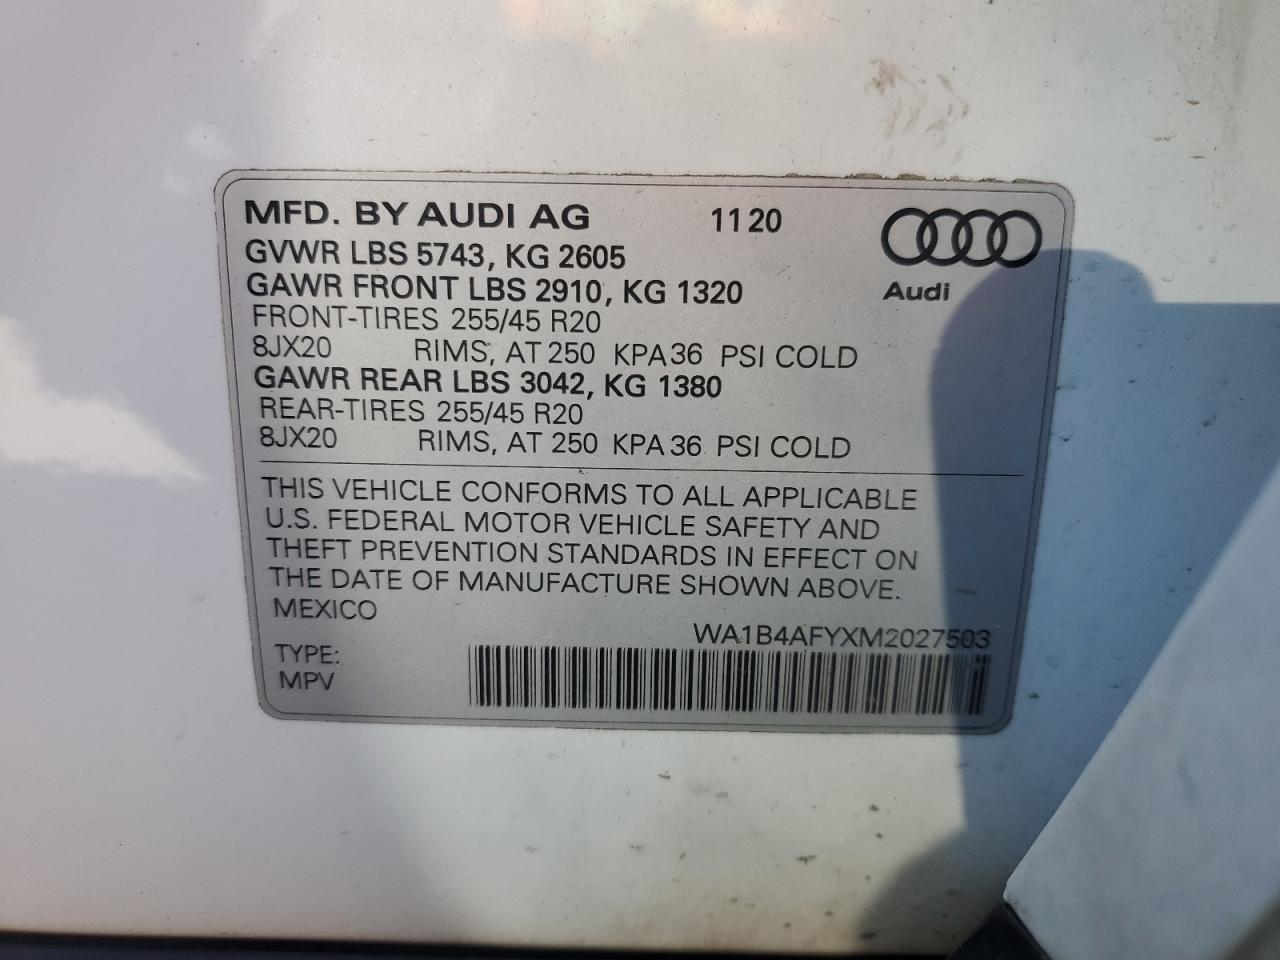 MFD. BY AUDI AG 11 20
GVWR LBS 5743, KG 2605
GAWR FRONT LBS 2910, KG 1320
Audi
FRONT-TIRES 255/45 R20
8JX20 RIMS, AT 250 KPA 36 PSI COLD
GAWR REAR LBS 3042, KG 1380
REAR-TIRES 255/45 R20
8JX20 RIMS, AT 250 KPA 36 PSI COLD
THIS VEHICLE CONFORMS TO ALL APPLICABLE
U.S. FEDERAL MOTOR VEHICLE SAFETY AND
THEFT PREVENTION STANDARDS IN EFFECT ON
THE DATE OF MANUFACTURE SHOWN ABOVE.
MEXICO
WA1B4AFYXM2027503
TYPE:
MPV